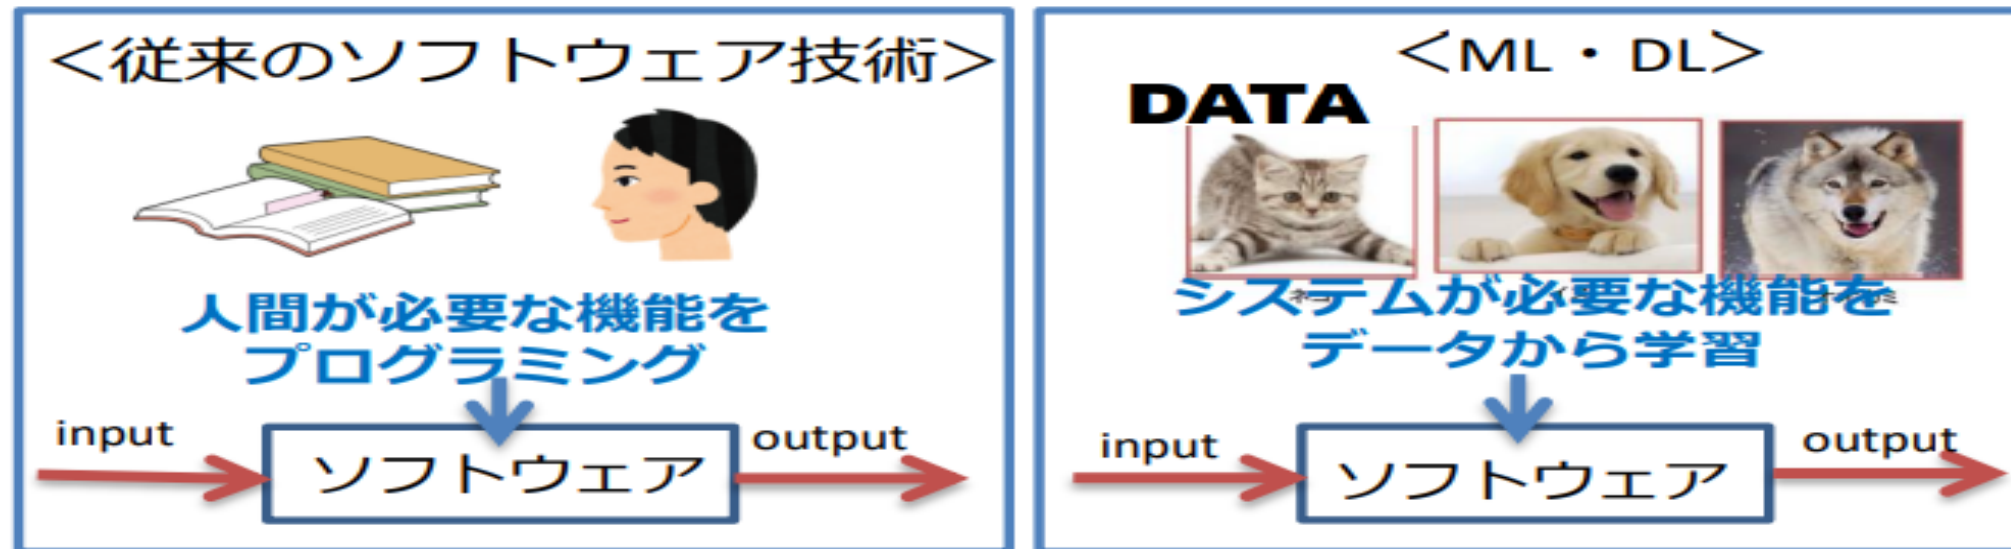 ＜従来のソフトウェア技術＞
人間が必要な機能を
プログラミング
input
ソフトウェア
output
＜ML・DL＞
DATA
システムが必要な機能を
データから学習
input
ソフトウェア
output